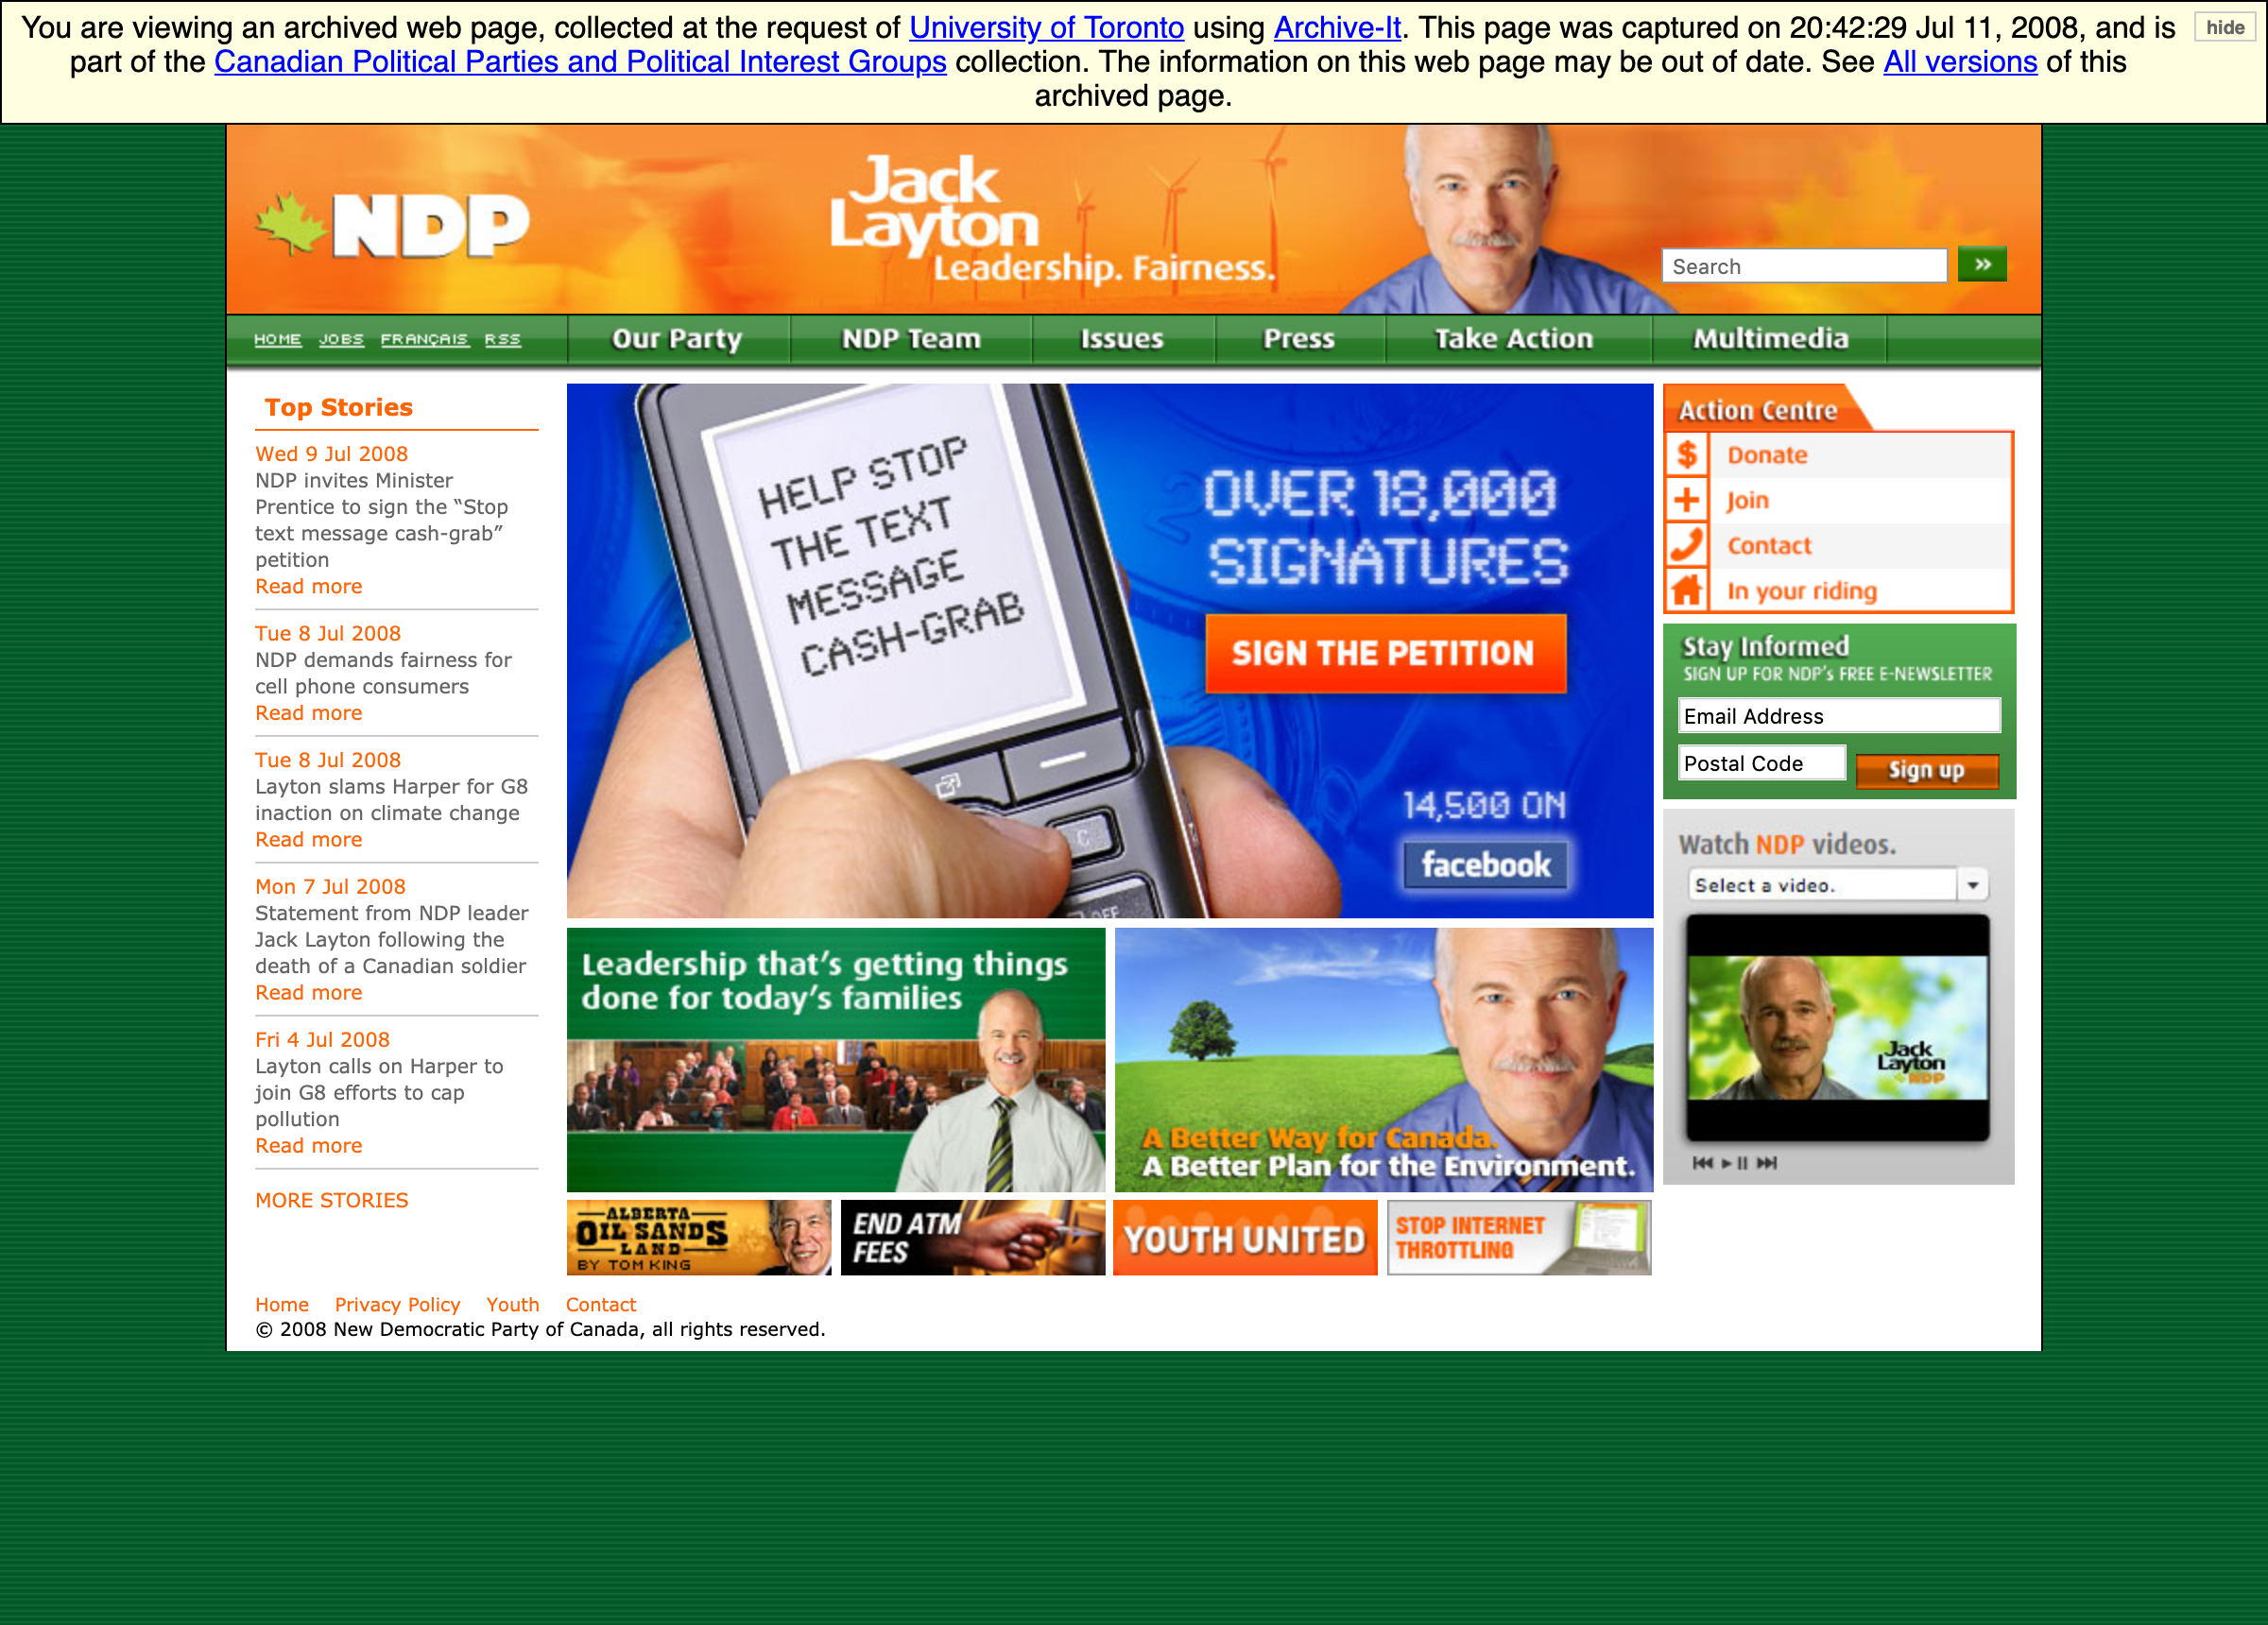 You are viewing an archived web page, collected at the request of University of Toronto using Archive-It. This page was captured on 20:42:29 Jul 11, 2008, and is
part of the Canadian Political Parties and Political Interest Groups collection. The information on this web page may be out of date. See All versions of this
archived page.
hide
NDP
Jack
Layton
Leadership. Fairness.
Search
»
HOME JOBS FRANÇAIS RSS
Our Party
NDP Team
Issues
Press
Take Action
Multimedia
Top Stories
Wed 9 Jul 2008
NDP invites Minister
Prentice to sign the “Stop
text message cash-grab”
petition
Read more
Tue 8 Jul 2008
NDP demands fairness for
cell phone consumers
Read more
Tue 8 Jul 2008
Layton slams Harper for G8
inaction on climate change
Read more
Mon 7 Jul 2008
Statement from NDP leader
Jack Layton following the
death of a Canadian soldier
Read more
Fri 4 Jul 2008
Layton calls on Harper to
join G8 efforts to cap
pollution
Read more
MORE STORIES
HELP STOP
THE TEXT
MESSAGE
CASH-GRAB
C
OFF
OVER 18,000
SIGNATURES
SIGN THE PETITION
14,500 ON
facebook
Leadership that’s getting things
done for today’s families
A Better Way for Canada.
A Better Plan for the Environment.
ALBERTA
OIL SANDS
LAND
BY TOM KING
END ATM
FEES
YOUTH UNITED
STOP INTERNET
THROTTLING
Action Centre
$ Donate
Join
Contact
In your riding
Stay Informed
SIGN UP FOR NDP’s FREE E-NEWSLETTER
Email Address
Postal Code
Sign up
Watch NDP videos.
Select a video.
Jack
Layton
NDP
Home Privacy Policy Youth Contact
© 2008 New Democratic Party of Canada, all rights reserved.